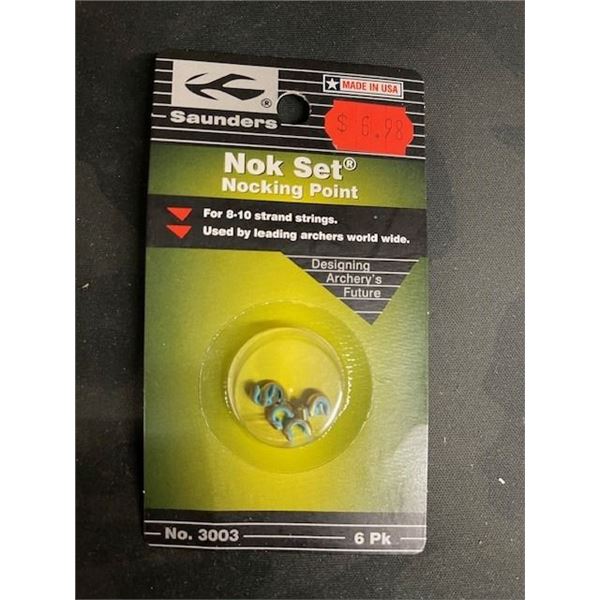 MADE IN USA
Saunders®
$ 6.98
Nok Set®
Nocking Point
For 8-10 strand strings.
Used by leading archers world wide.
Designing
Archery's
Future
No. 3003
6 Pk